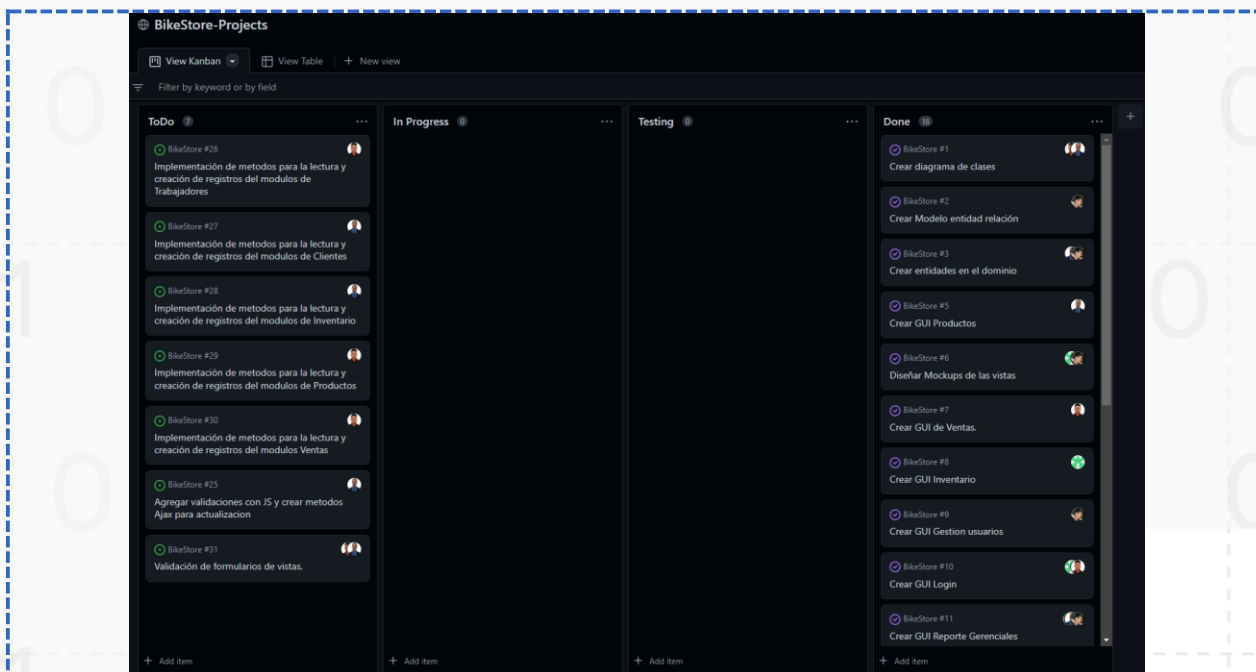 BikeStore-Projects
View Kanban
View Table
+ New view
Filter by keyword or by field
ToDo 7 ...
BikeStore #26
Implementación de metodos para la lectura y
creación de registros del modulos de
Trabajadores
BikeStore #27
Implementación de metodos para la lectura y
creación de registros del modulos de Clientes
BikeStore #28
Implementación de metodos para la lectura y
creación de registros del modulos de Inventario
BikeStore #29
Implementación de metodos para la lectura y
creación de registros del modulos de Productos
BikeStore #30
Implementación de metodos para la lectura y
creación de registros del modulos Ventas
BikeStore #25
Agregar validaciones con JS y crear metodos
Ajax para actualizacion
BikeStore #31
Validación de formularios de vistas.
+ Add item
In Progress 0 ...
+ Add item
Testing 0 ...
+ Add item
Done 16 ...
BikeStore #1
Crear diagrama de clases
BikeStore #2
Crear Modelo entidad relación
BikeStore #3
Crear entidades en el dominio
BikeStore #5
Crear GUI Productos
BikeStore #6
Diseñar Mockups de las vistas
BikeStore #7
Crear GUI de Ventas.
BikeStore #8
Crear GUI Inventario
BikeStore #9
Crear GUI Gestion usuarios
BikeStore #10
Crear GUI Login
BikeStore #11
Crear GUI Reporte Gerenciales
+ Add item
+
0
1
0
1
0
0
0